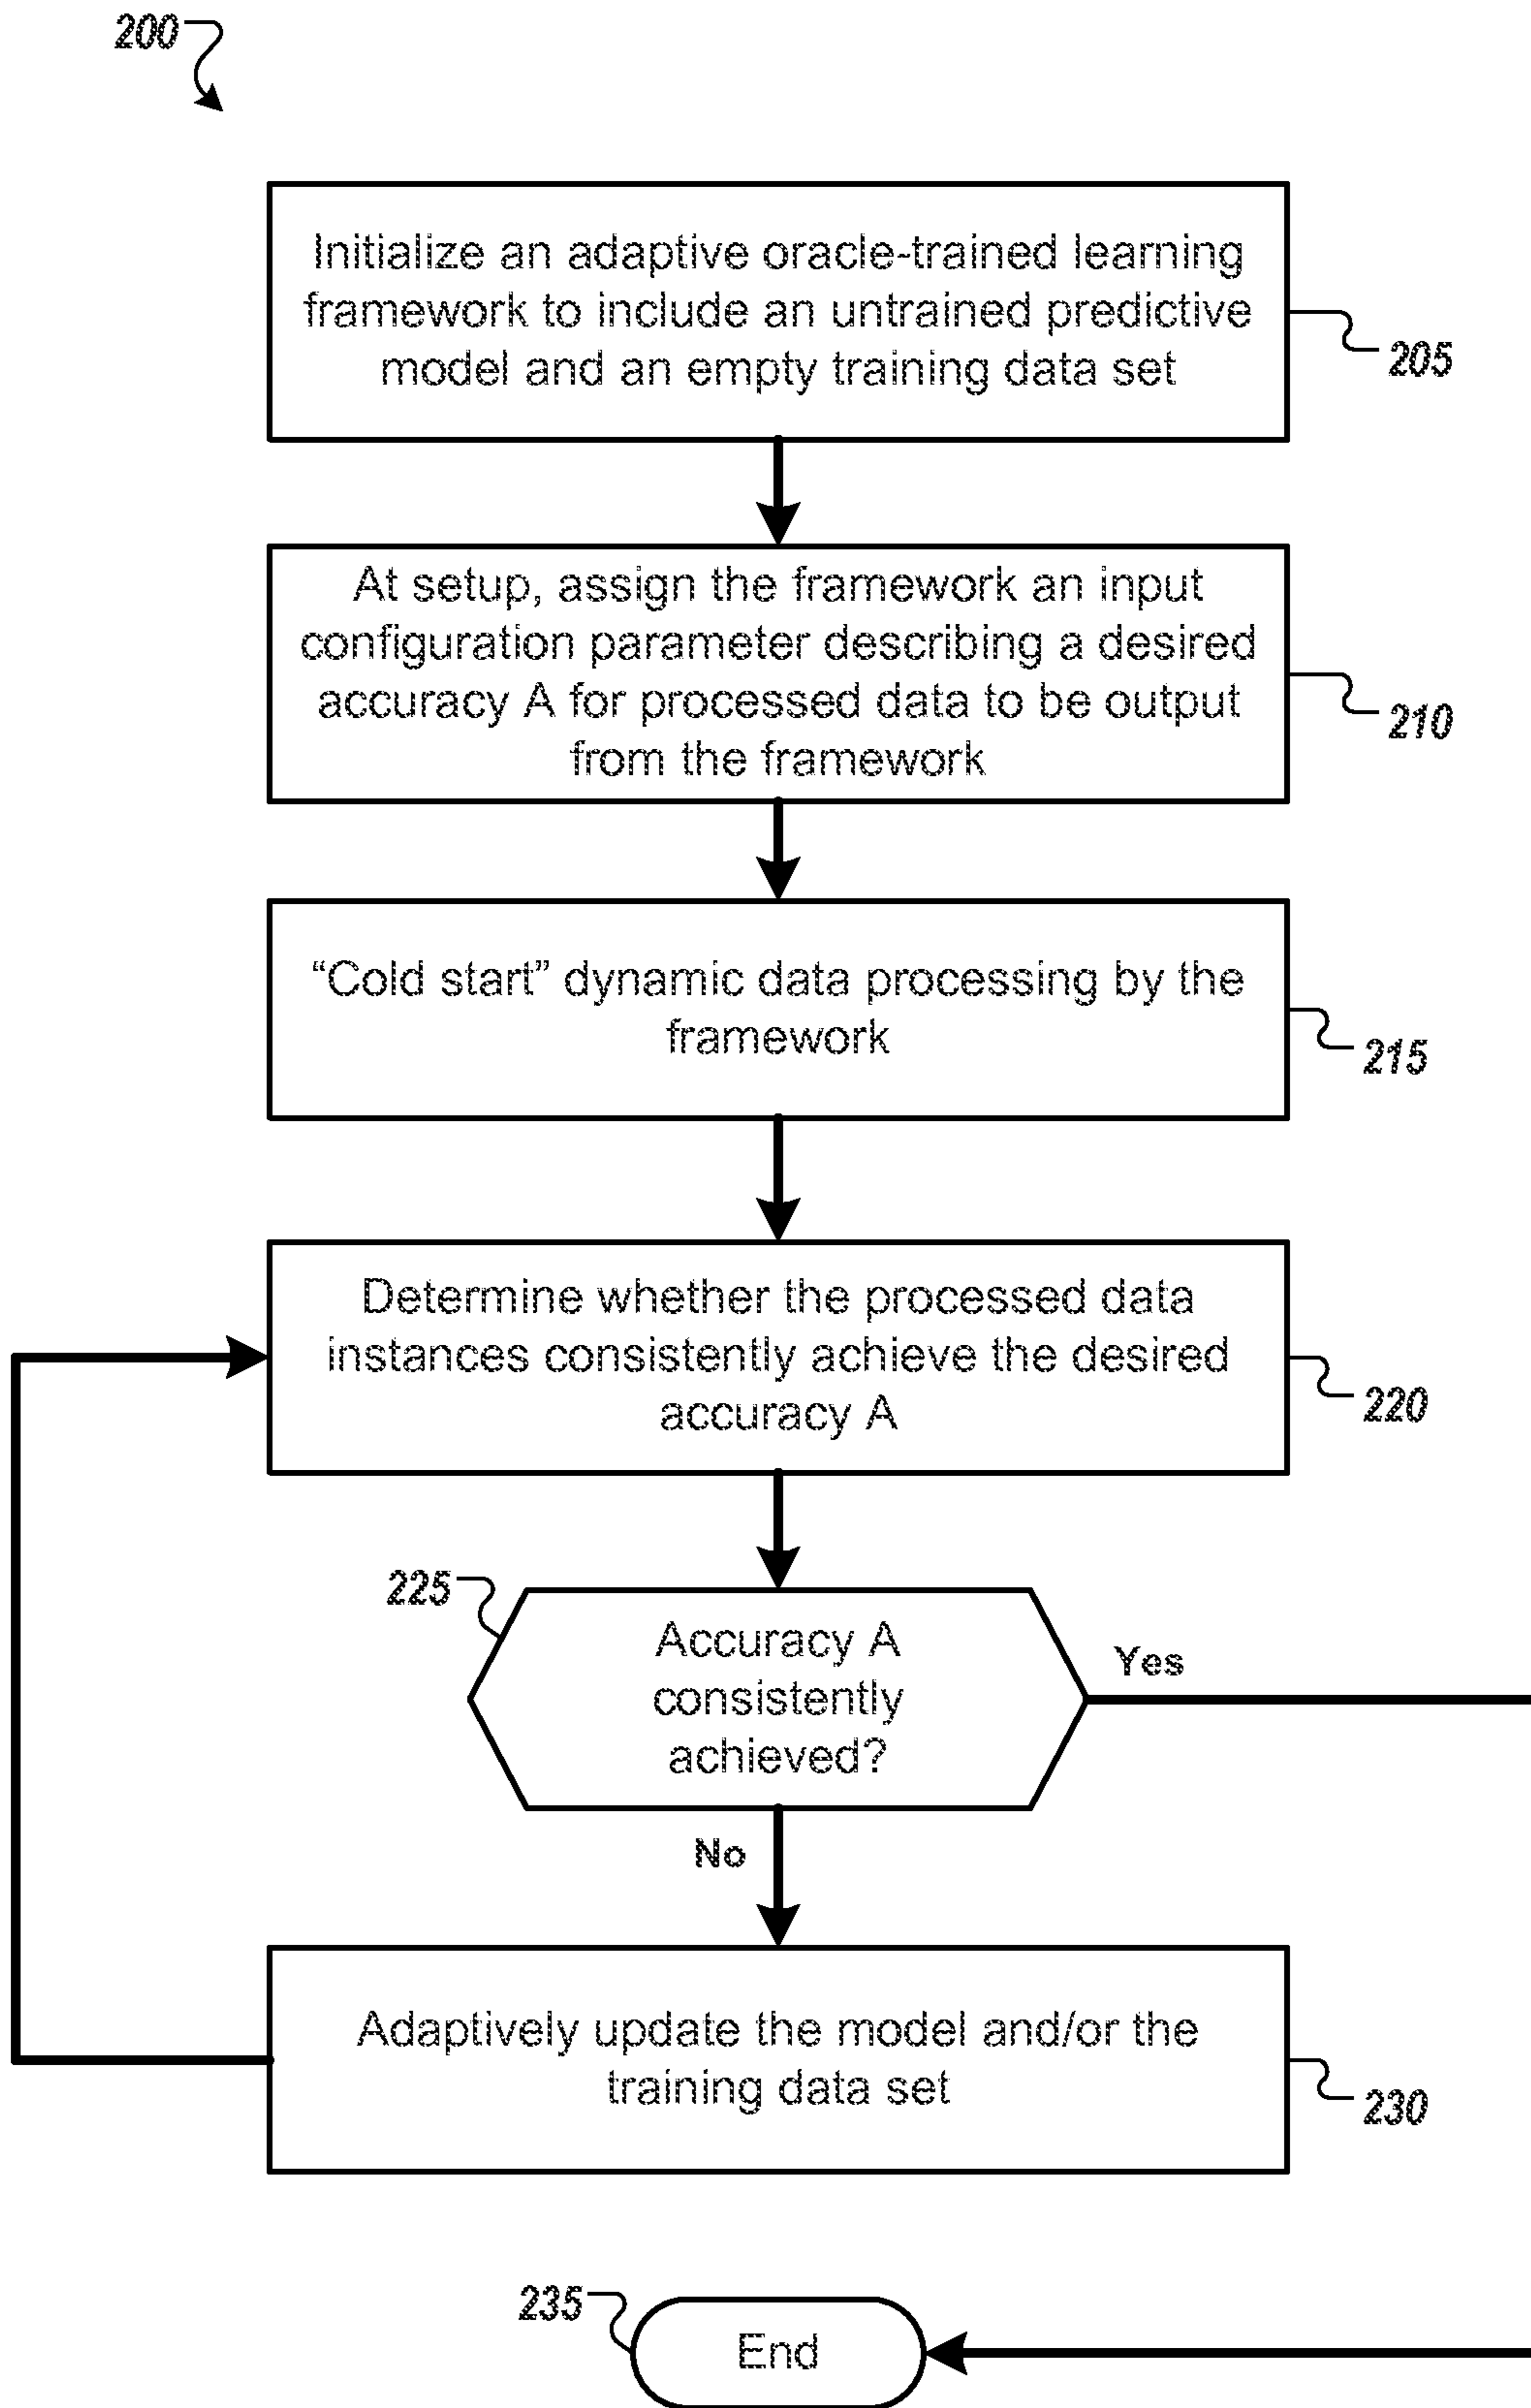 200
Initialize an adaptive oracle-trained learning
framework to include an untrained predictive
model and an empty training data set
205
At setup, assign the framework an input
configuration parameter describing a desired
accuracy A for processed data to be output
from the framework
210
“Cold start” dynamic data processing by the
framework
215
Determine whether the processed data
instances consistently achieve the desired
accuracy A
220
225
Accuracy A
consistently
achieved?
Yes
No
Adaptively update the model and/or the
training data set
230
235
End